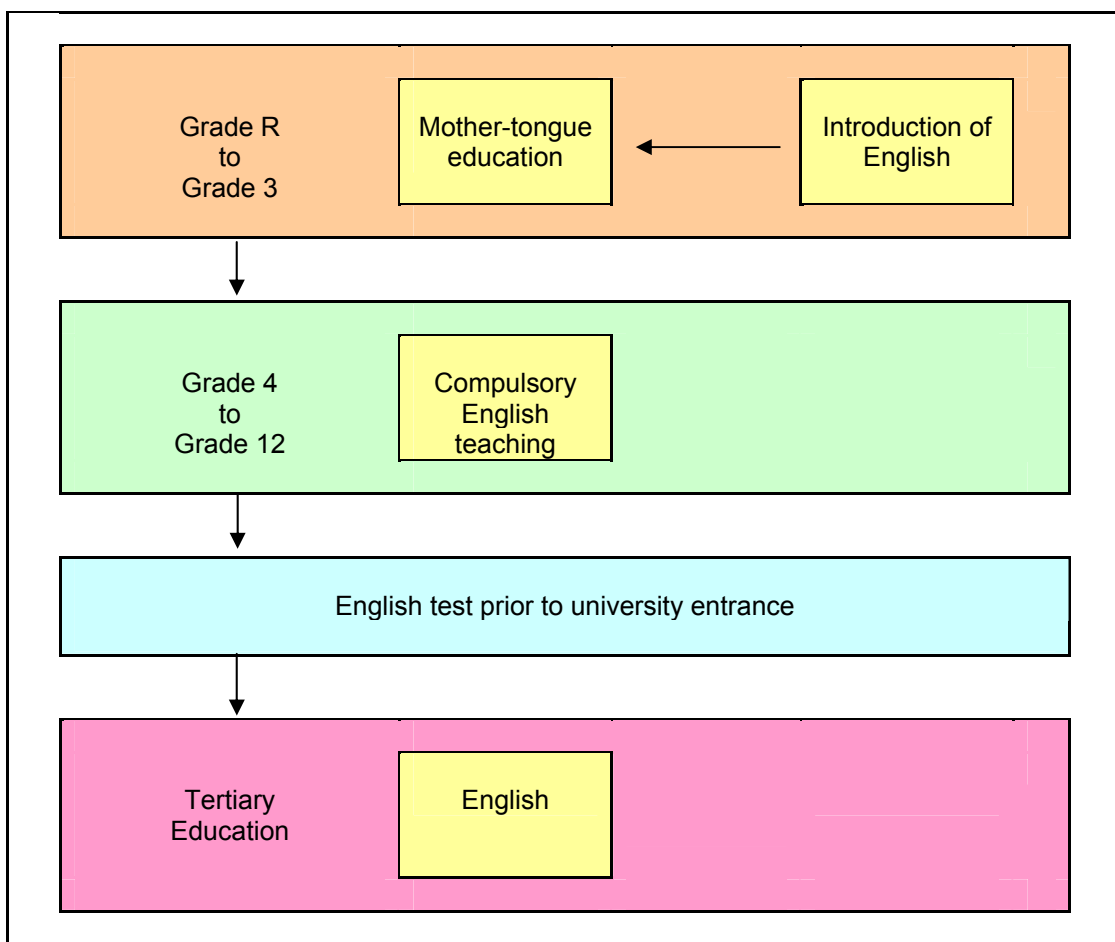 Grade R
to
Grade 3
Mother-tongue
education
Introduction of
English
Grade 4
to
Grade 12
Compulsory
English
teaching
English test prior to university entrance
Tertiary
Education
English